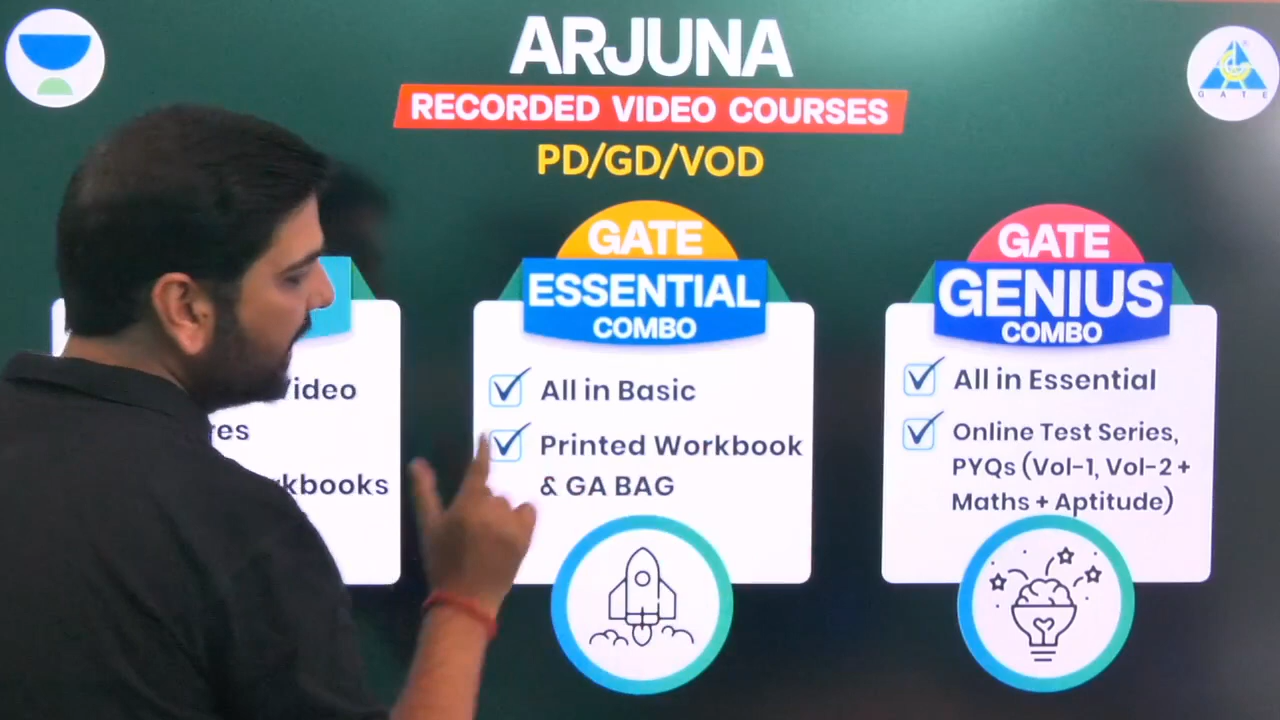 ARJUNA
RECORDED VIDEO COURSES
PD/GD/VOD
GATE
ESSENTIAL
COMBO
All in Basic
Printed Workbook
& GA BAG
GATE
GENIUS
COMBO
All in Essential
Online Test Series,
PYQs (Vol-1, Vol-2 +
Maths + Aptitude)
GATE